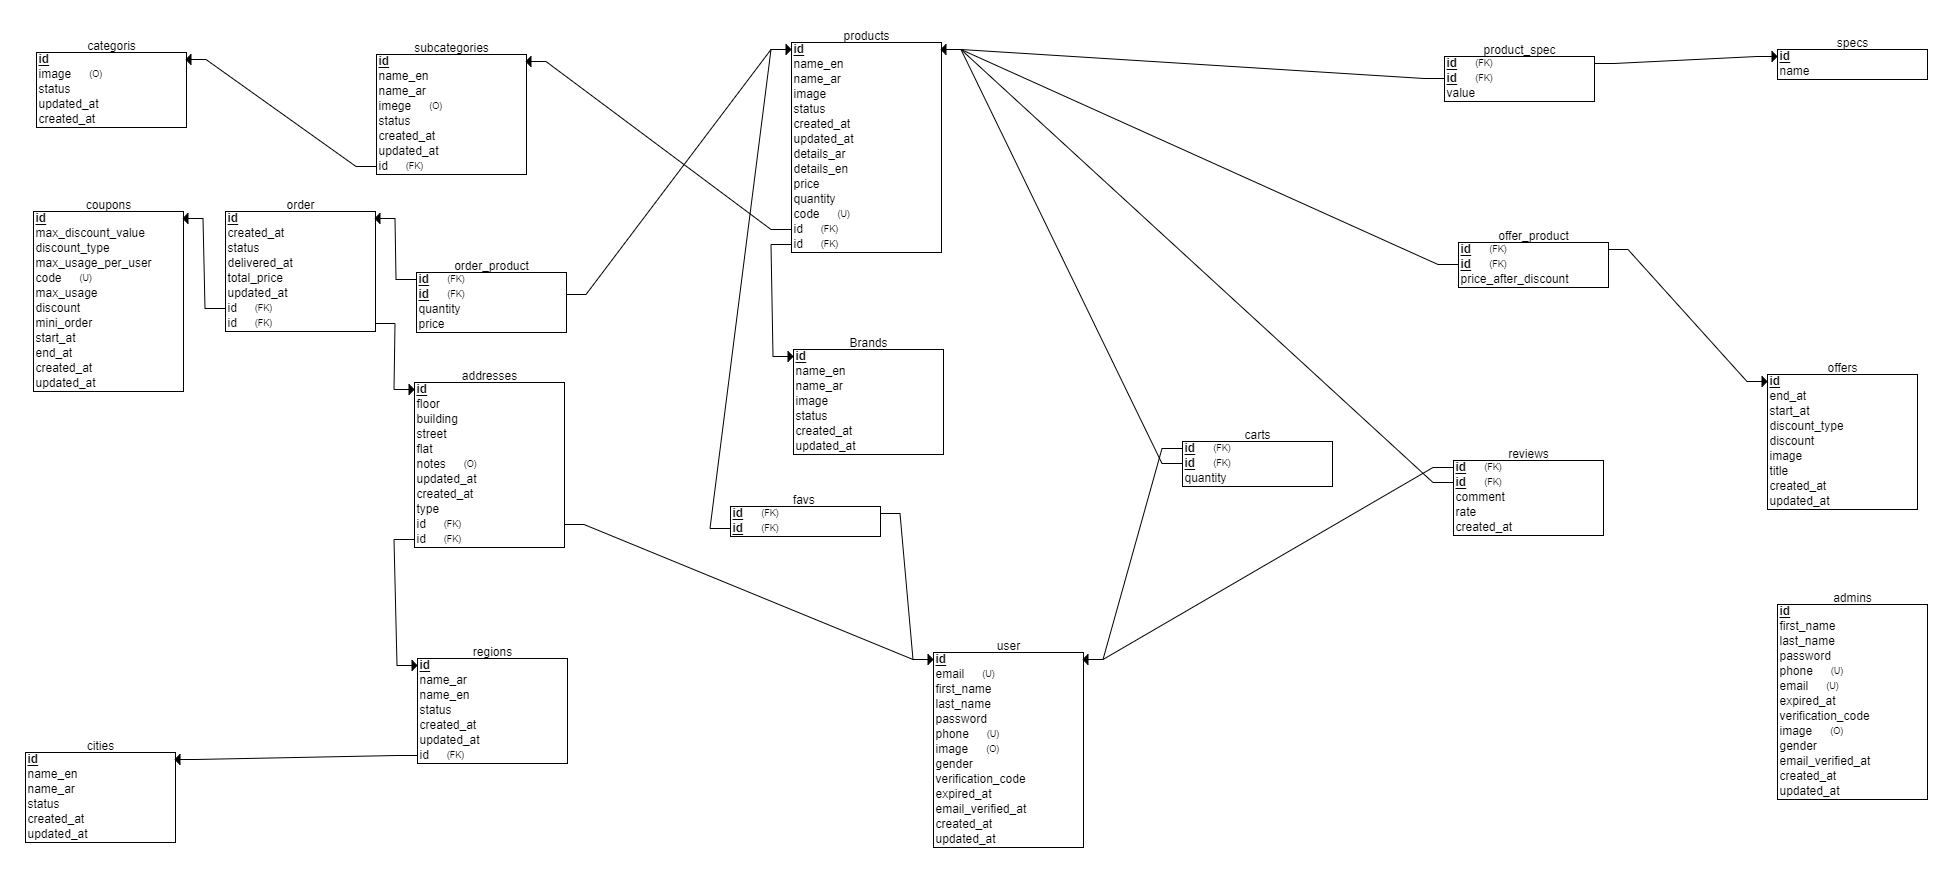 categoris
id
image (O)
status
updated_at
created_at
subcategories
id
name_en
name_ar
imege (O)
status
created_at
updated_at
id (FK)
products
id
name_en
name_ar
image
status
created_at
updated_at
details_ar
details_en
price
quantity
code (U)
id (FK)
id (FK)
product_spec
id (FK)
id (FK)
value
specs
id
name
coupons
id
max_discount_value
discount_type
max_usage_per_user
code (U)
max_usage
discount
mini_order
start_at
end_at
created_at
updated_at
order
id
created_at
status
delivered_at
total_price
updated_at
id (FK)
id (FK)
order_product
id (FK)
id (FK)
quantity
price
offer_product
id (FK)
id (FK)
price_after_discount
Brands
id
name_en
name_ar
image
status
created_at
updated_at
addresses
id
floor
building
street
flat
notes (O)
updated_at
created_at
type
id (FK)
id (FK)
offers
id
end_at
start_at
discount_type
discount
image
title
created_at
updated_at
carts
id (FK)
id (FK)
quantity
reviews
id (FK)
id (FK)
comment
rate
created_at
favs
id (FK)
id (FK)
admins
id
first_name
last_name
password
phone (U)
email (U)
expired_at
verification_code
image (O)
gender
email_verified_at
created_at
updated_at
user
id
email (U)
first_name
last_name
password
phone (U)
image (O)
gender
verification_code
expired_at
email_verified_at
created_at
updated_at
regions
id
name_ar
name_en
status
created_at
updated_at
id (FK)
cities
id
name_en
name_ar
status
created_at
updated_at